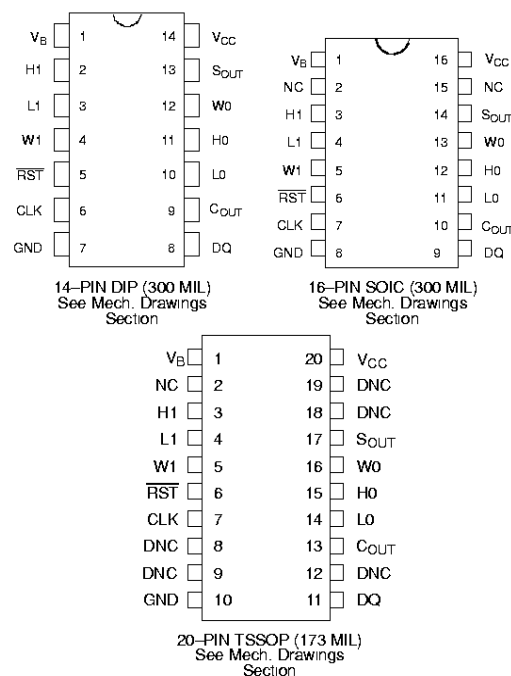 VB 1 14 VCC
H1 2 13 SOUT
L1 3 12 W0
W1 4 11 H0
RST 5 10 L0
CLK 6 9 COUT
GND 7 8 DQ
14–PIN DIP (300 MIL)
See Mech. Drawings
Section
VB 1 16 VCC
NC 2 15 NC
H1 3 14 SOUT
L1 4 13 W0
W1 5 12 H0
RST 6 11 L0
CLK 7 10 COUT
GND 8 9 DQ
16–PIN SOIC (300 MIL)
See Mech. Drawings
Section
VB 1 20 VCC
NC 2 19 DNC
H1 3 18 DNC
L1 4 17 SOUT
W1 5 16 W0
RST 6 15 H0
CLK 7 14 L0
DNC 8 13 COUT
DNC 9 12 DNC
GND 10 11 DQ
20–PIN TSSOP (173 MIL)
See Mech. Drawings
Section